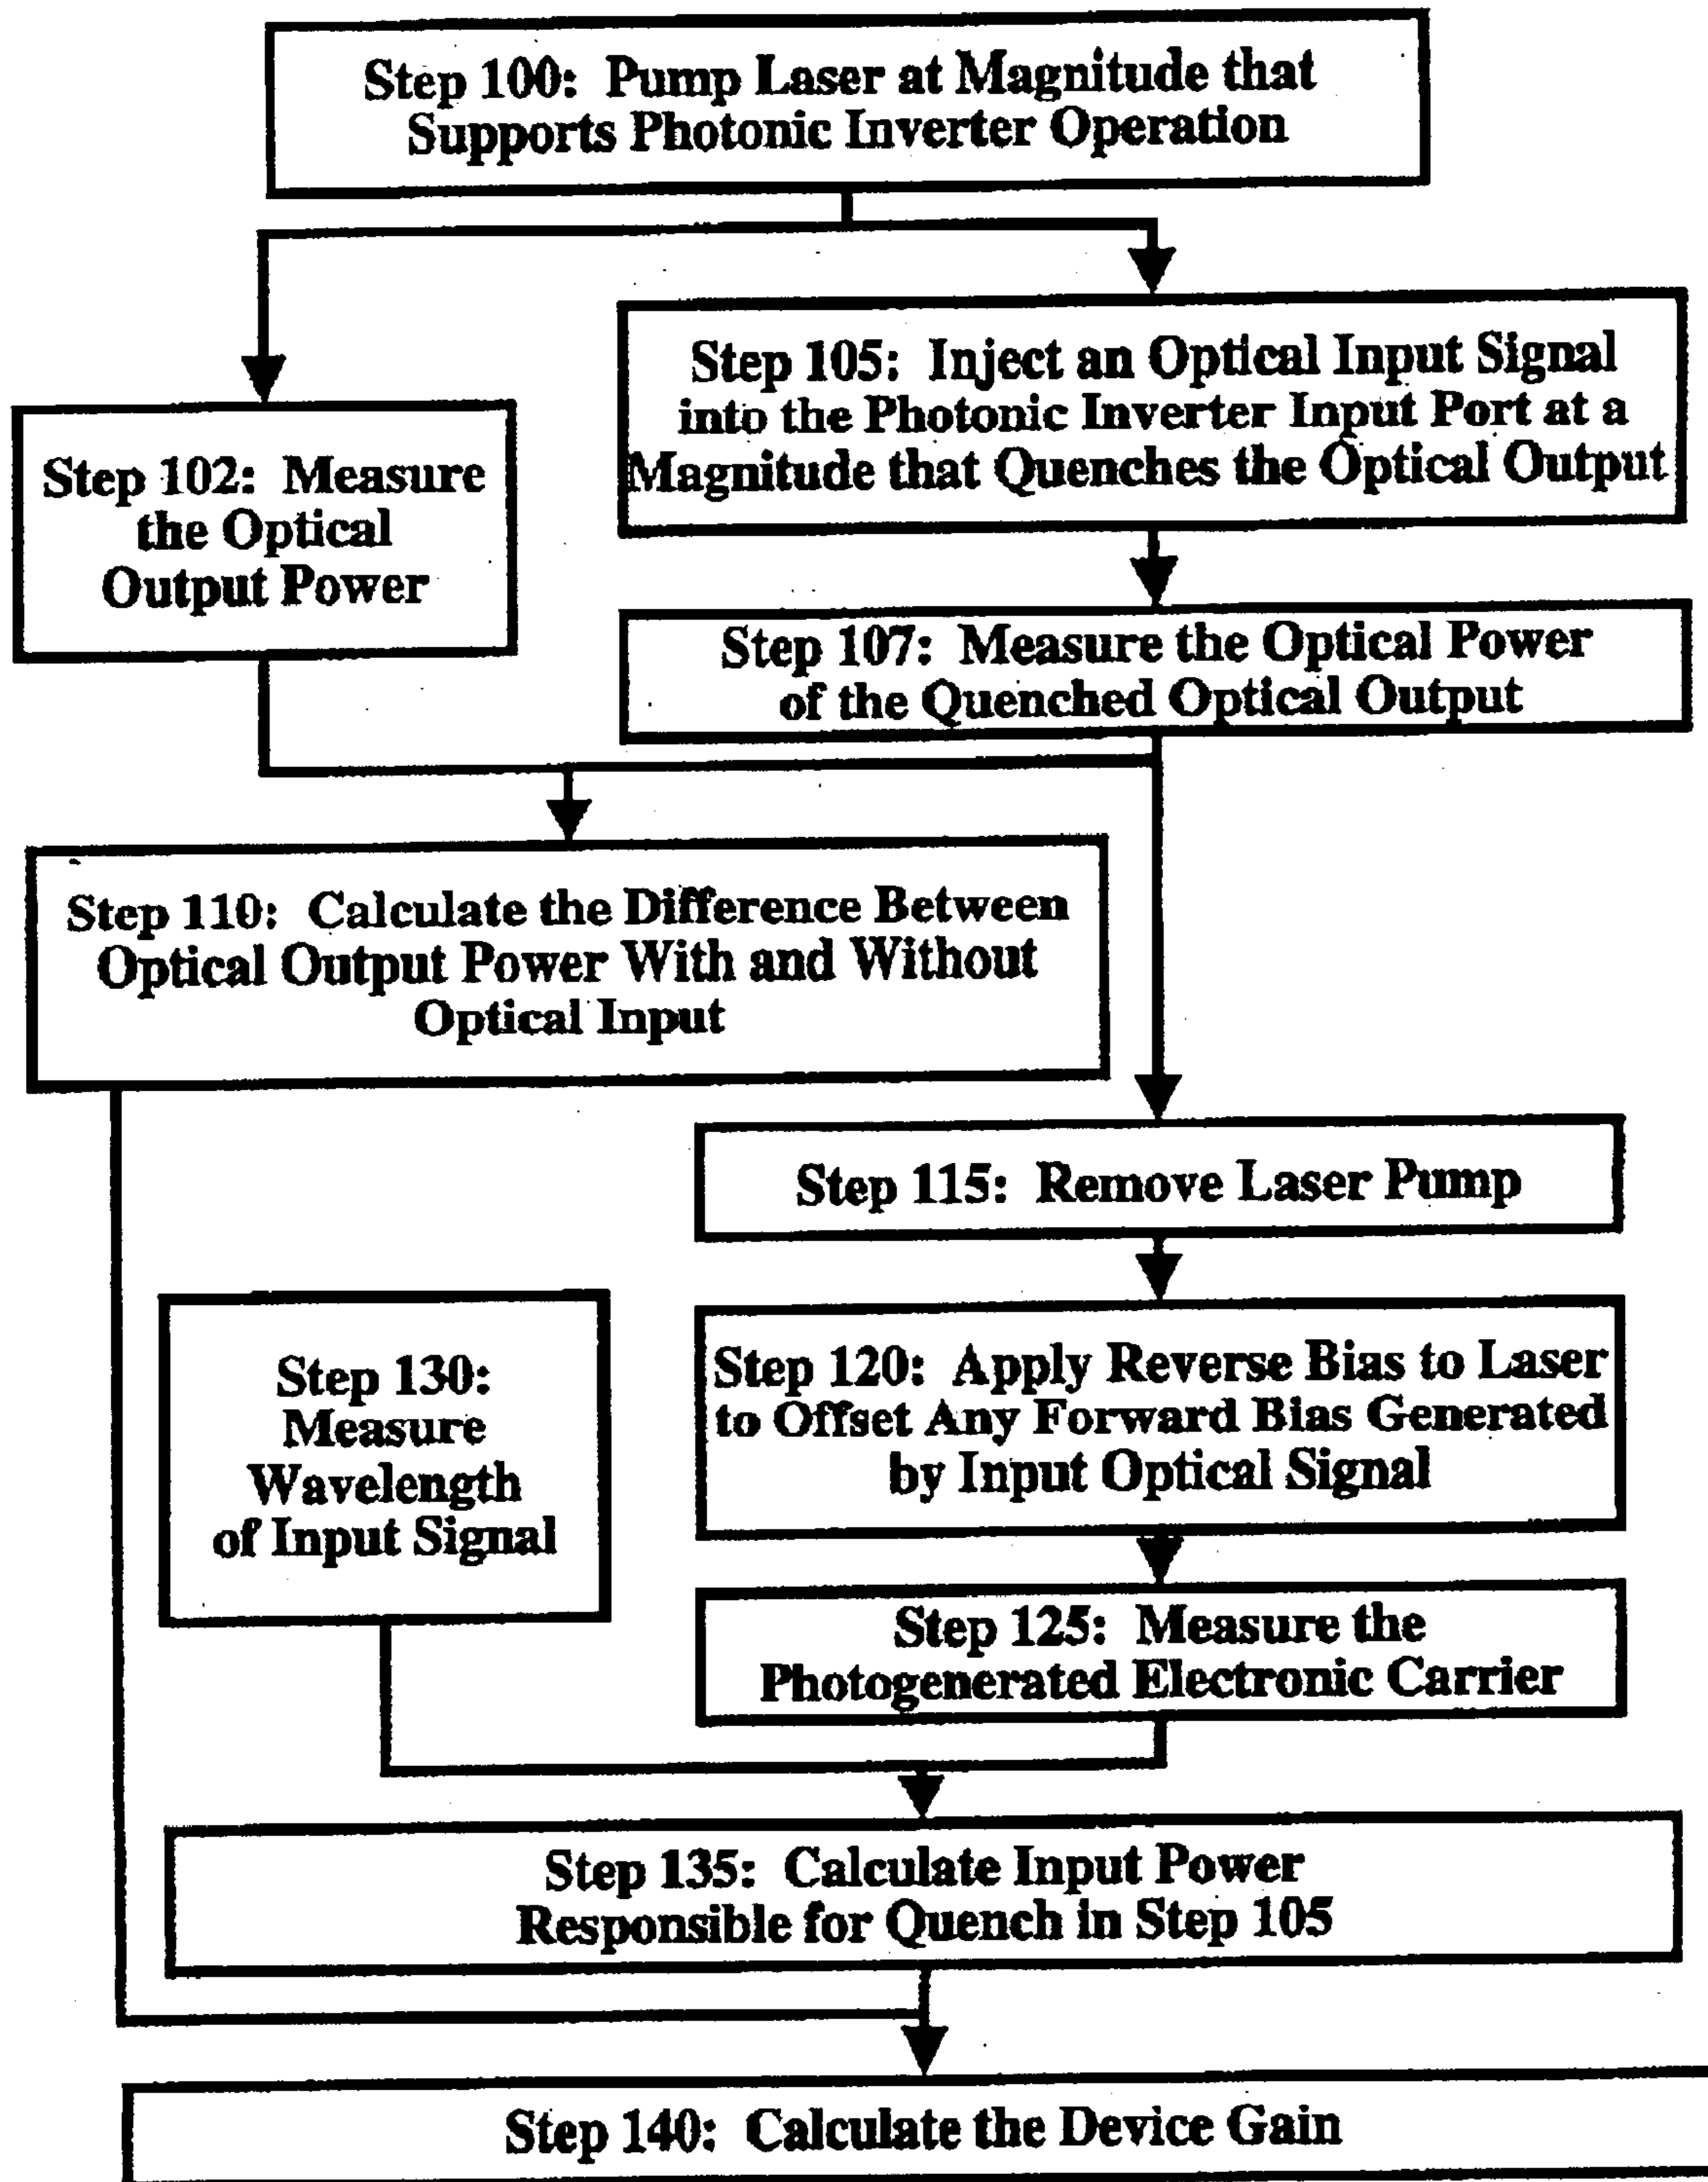 Step 100: Pump Laser at Magnitude that
Supports Photonic Inverter Operation
Step 105: Inject an Optical Input Signal
into the Photonic Inverter Input Port at a
Magnitude that Quenches the Optical Output
Step 102: Measure
the Optical
Output Power
Step 107: Measure the Optical Power
of the Quenched Optical Output
Step 110: Calculate the Difference Between
Optical Output Power With and Without
Optical Input
Step 115: Remove Laser Pump
Step 130:
Measure
Wavelength
of Input Signal
Step 120: Apply Reverse Bias to Laser
to Offset Any Forward Bias Generated
by Input Optical Signal
Step 125: Measure the
Photogenerated Electronic Carrier
Step 135: Calculate Input Power
Responsible for Quench in Step 105
Step 140: Calculate the Device Gain